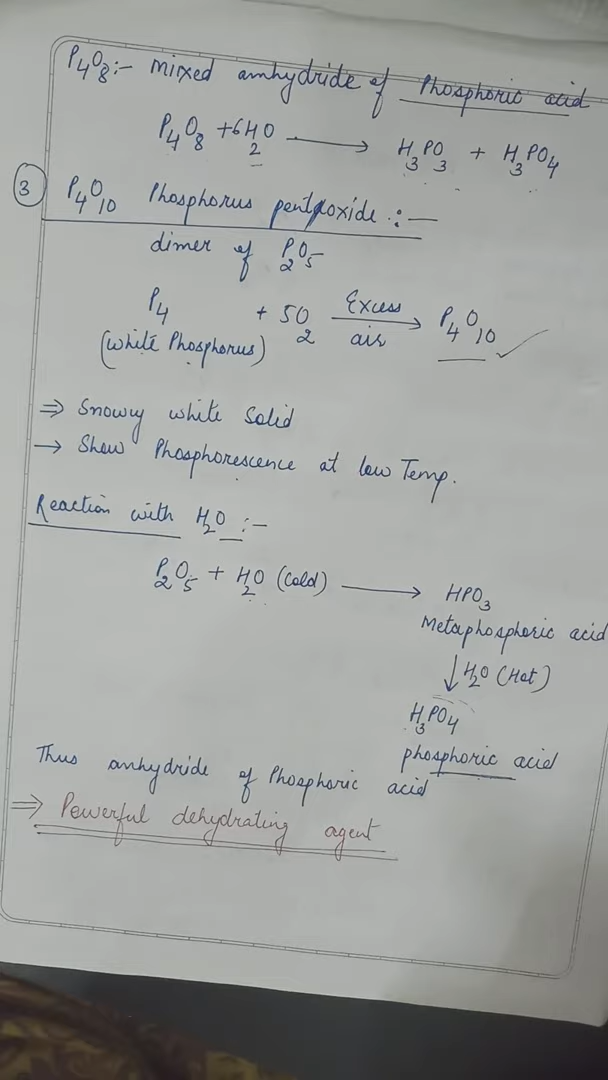 P₄O₈:- mixed anhydride of Phosphoric acid
P₄O₈ + 6H₂O → H₃PO₃ + H₃PO₄
③ P₄O₁₀ Phosphorus pentoxide :—
dimer of P₂O₅
P₄ + 5O₂ Excess air → P₄O₁₀ ✓
(White Phosphorus)
⇒ Snowy white Solid
→ Show Phosphorescence at low Temp.
Reaction with H₂O :—
P₂O₅ + H₂O (Cold) → HPO₃
Metaphosphoric acid
↓ H₂O (Hot)
H₃PO₄
phosphoric acid
Thus anhydride of Phosphoric acid
⇒ Powerful dehydrating agent